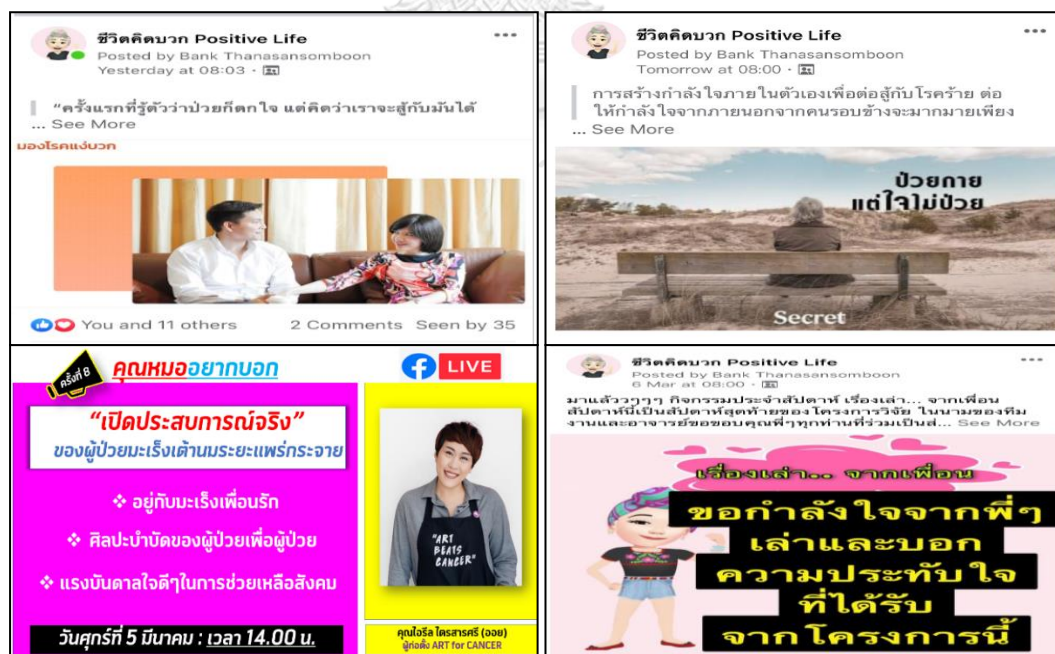 ชีวิตคิดบวก Positive Life
Posted by Bank Thanasansomboon
Yesterday at 08:03 ·
“ครั้งแรกที่รู้ตัวว่าป่วยก็ตกใจ แต่คิดว่าเราจะสู้กับมันได้
... See More
มองโรคแง่บวก
You and 11 others 2 Comments Seen by 35
ชีวิตคิดบวก Positive Life
Posted by Bank Thanasansomboon
Tomorrow at 08:00 ·
การสร้างกำลังใจภายในตัวเองเพื่อต่อสู้กับโรคร้าย ต่อ
ให้กำลังใจจากภายนอกจากคนรอบข้างจะมากมายเพียง
... See More
ป่วยกาย
แต่ใจไม่ป่วย
Secret
ครั้งที่ 8
คุณหมออยากบอก
LIVE
“เปิดประสบการณ์จริง”
ของผู้ป่วยมะเร็งเต้านมระยะแพร่กระจาย
❖ อยู่กับมะเร็งเพื่อนรัก
❖ ศิลปะบำบัดของผู้ป่วยเพื่อผู้ป่วย
❖ แรงบันดาลใจดีๆในการช่วยเหลือสังคม
วันศุกร์ที่ 5 มีนาคม : เวลา 14.00 น.
"ART
BEATS
CANCER"
คุณไอรีล ไตรสารศรี (ออย)
ผู้ก่อตั้ง ART for CANCER
ชีวิตคิดบวก Positive Life
Posted by Bank Thanasansomboon
6 Mar at 08:00 ·
มาแล้ววๆๆๆ กิจกรรมประจำสัปดาห์ เรื่องเล่า... จากเพื่อน
สัปดาห์นี้เป็นสัปดาห์สุดท้ายของโครงการวิจัย ในนามของทีม
งานและอาจารย์ขอขอบคุณพี่ๆทุกท่านที่ร่วมเป็นส่... See More
เรื่องเล่า... จากเพื่อน
ขอกำลังใจจากพี่ๆ
เล่าและบอก
ความประทับใจ
ที่ได้รับ
จากโครงการนี้